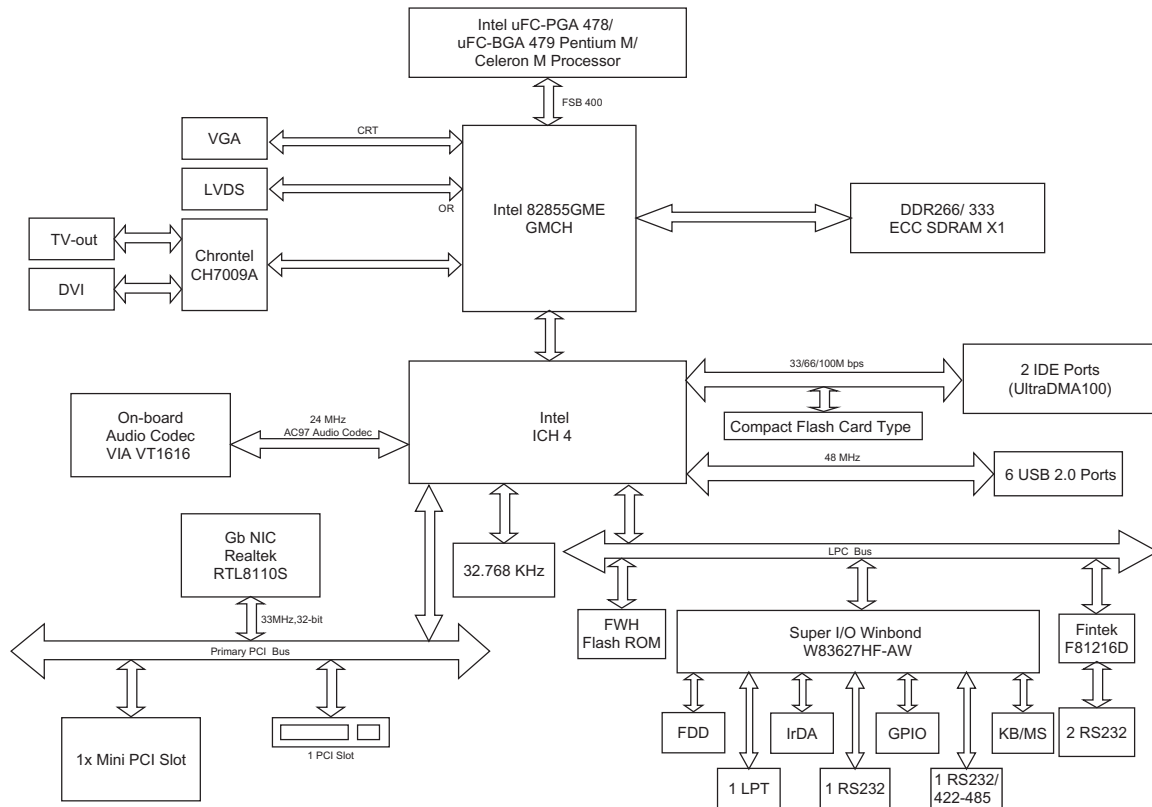 Intel uFC-PGA 478/
uFC-BGA 479 Pentium M/
Celeron M Processor
FSB 400
VGA
CRT
LVDS
OR
Intel 82855GME
GMCH
DDR266/ 333
ECC SDRAM X1
TV-out
Chrontel
CH7009A
DVI
33/66/100M bps
2 IDE Ports
(UltraDMA100)
On-board
Audio Codec
VIA VT1616
24 MHz
AC97 Audio Codec
Intel
ICH 4
Compact Flash Card Type
48 MHz
6 USB 2.0 Ports
Gb NIC
Realtek
RTL8110S
32.768 KHz
LPC Bus
33MHz,32-bit
FWH
Flash ROM
Super I/O Winbond
W83627HF-AW
Fintek
F81216D
Primary PCI Bus
FDD
IrDA
GPIO
KB/MS
2 RS232
1x Mini PCI Slot
1 PCI Slot
1 LPT
1 RS232
1 RS232/
422-485